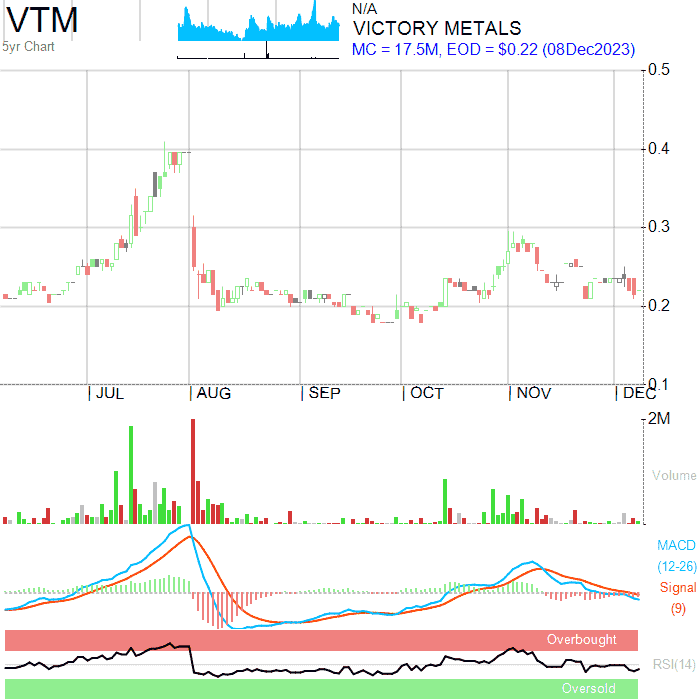 VTM
5yr Chart
N/A
VICTORY METALS
MC = 17.5M, EOD = $0.22 (08Dec2023)
0.5
0.4
0.3
0.2
0.1
JUL AUG SEP OCT NOV DEC
2M
Volume
MACD
(12-26)
Signal
(9)
Overbought
RSI(14)
Oversold